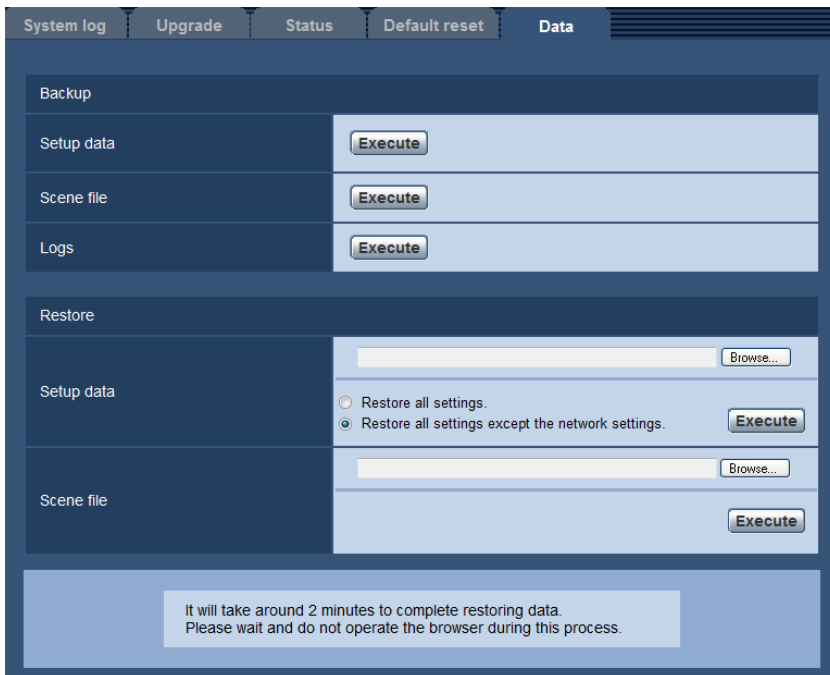 System log Upgrade Status Default reset Data
Backup
Setup data Execute
Scene file Execute
Logs Execute
Restore
Browse...
Setup data
Restore all settings.
Restore all settings except the network settings. Execute
Browse...
Scene file
Execute
It will take around 2 minutes to complete restoring data.
Please wait and do not operate the browser during this process.